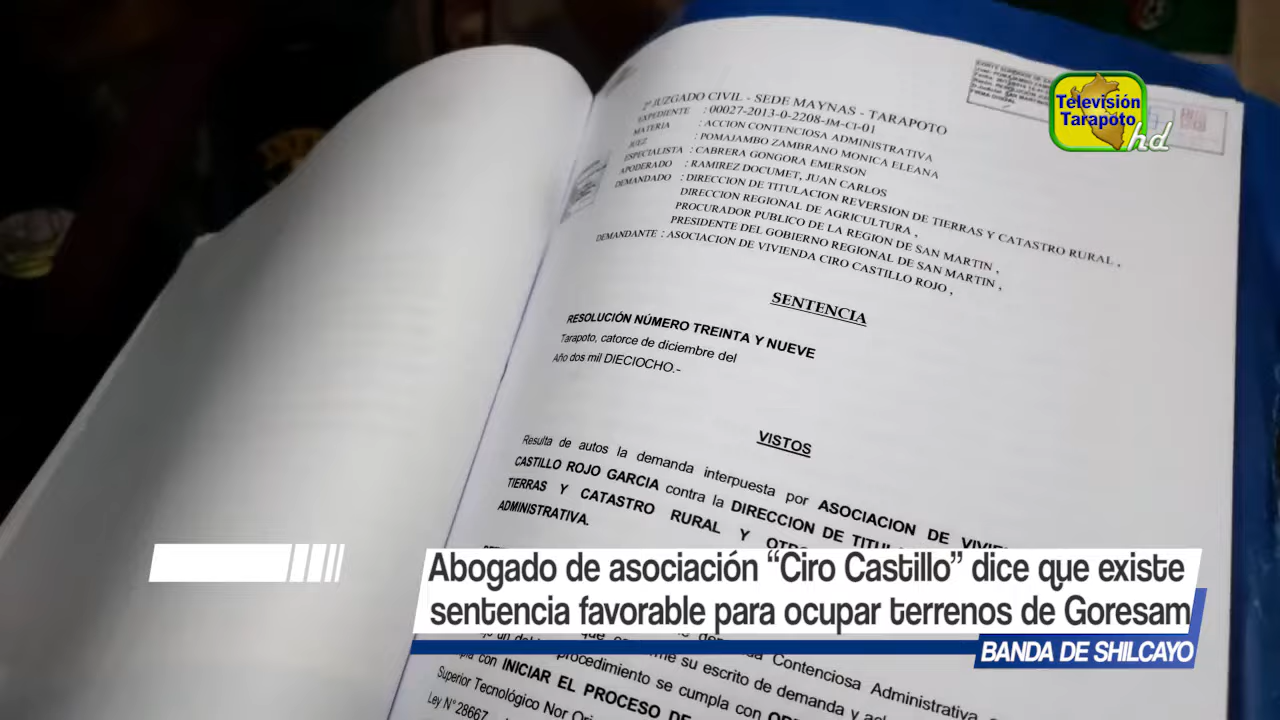 Televisión
Tarapoto
hd
2º JUZGADO CIVIL - SEDE MAYNAS - TARAPOTO
EXPEDIENTE : 00027-2013-0-2208-JM-CI-01
MATERIA : ACCION CONTENCIOSA ADMINISTRATIVA
JUEZ : POMAJAMBO ZAMBRANO MONICA ELEANA
ESPECIALISTA : CABRERA GONGORA EMERSON
APODERADO : RAMIREZ DOCUMET, JUAN CARLOS
DEMANDADO : DIRECCION DE TITULACION REVERSION DE TIERRAS Y CATASTRO RURAL ,
DIRECCION REGIONAL DE AGRICULTURA ,
PROCURADOR PUBLICO DE LA REGION DE SAN MARTIN ,
PRESIDENTE DEL GOBIERNO REGIONAL DE SAN MARTIN ,
DEMANDANTE : ASOCIACION DE VIVIENDA CIRO CASTILLO ROJO ,
SENTENCIA
RESOLUCIÓN NÚMERO TREINTA Y NUEVE
Tarapoto, catorce de diciembre del
Año dos mil DIECIOCHO.-
VISTOS
Resulta de autos la demanda interpuesta por ASOCIACION DE
CASTILLO ROJO GARCIA contra la DIRECCION DE
TIERRAS Y CATASTRO RURAL Y
ADMINISTRATIVA.
Abogado de asociación “Ciro Castillo” dice que existe
sentencia favorable para ocupar terrenos de Goresam
BANDA DE SHILCAYO
Contenciosa Administrativa
su escrito de demanda y
procedimiento se cumpla con
con INICIAR EL PROCESO DE
Superior Tecnológico Nor
Ley N° 28667